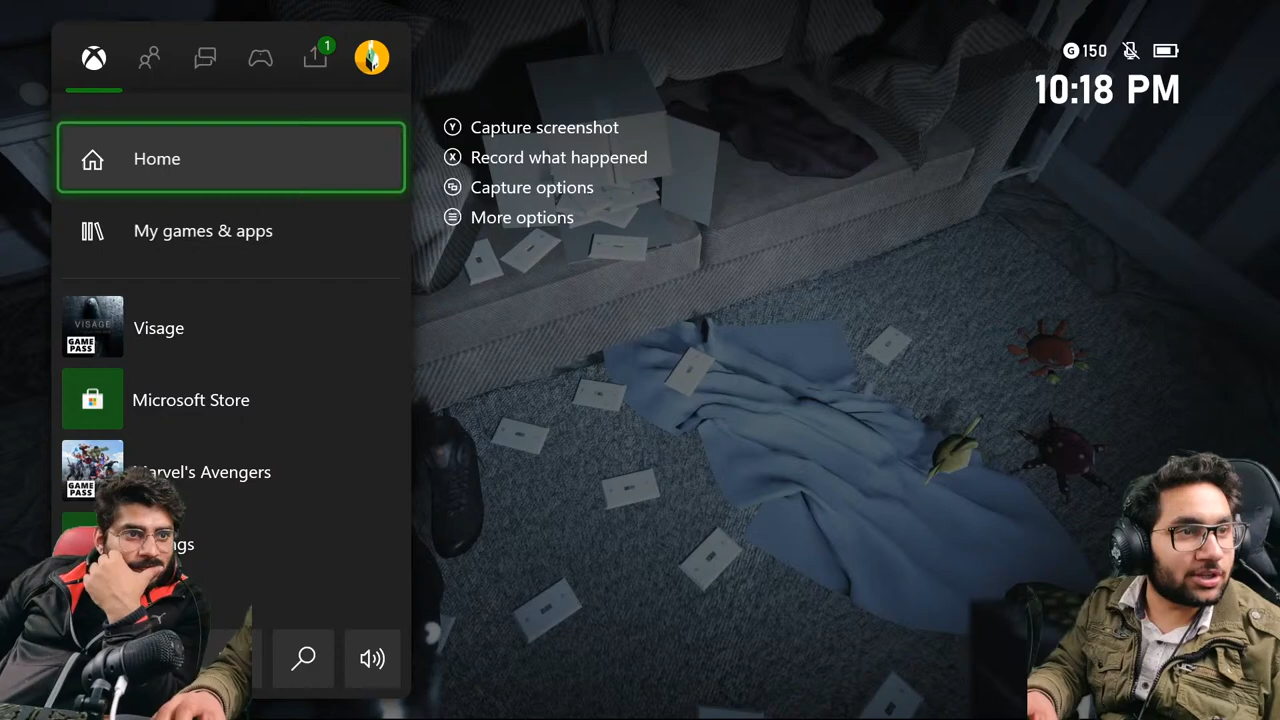 1
G 150
10:18 PM
Home
My games & apps
Y Capture screenshot
X Record what happened
Capture options
More options
VISAGE
GAME PASS
Visage
Microsoft Store
GAME PASS
arvel's Avengers
ngs